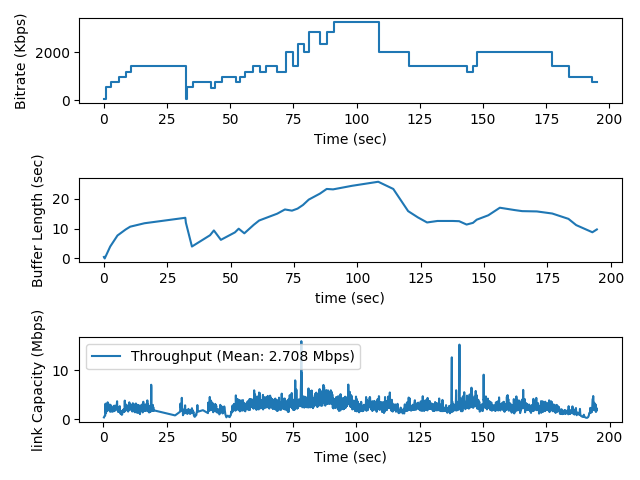 Bitrate (Kbps)
2000
0
0 25 50 75 100 125 150 175 200
Time (sec)
Buffer Length (sec)
20
10
0
0 25 50 75 100 125 150 175 200
time (sec)
link Capacity (Mbps)
Throughput (Mean: 2.708 Mbps)
10
0
0 25 50 75 100 125 150 175 200
Time (sec)